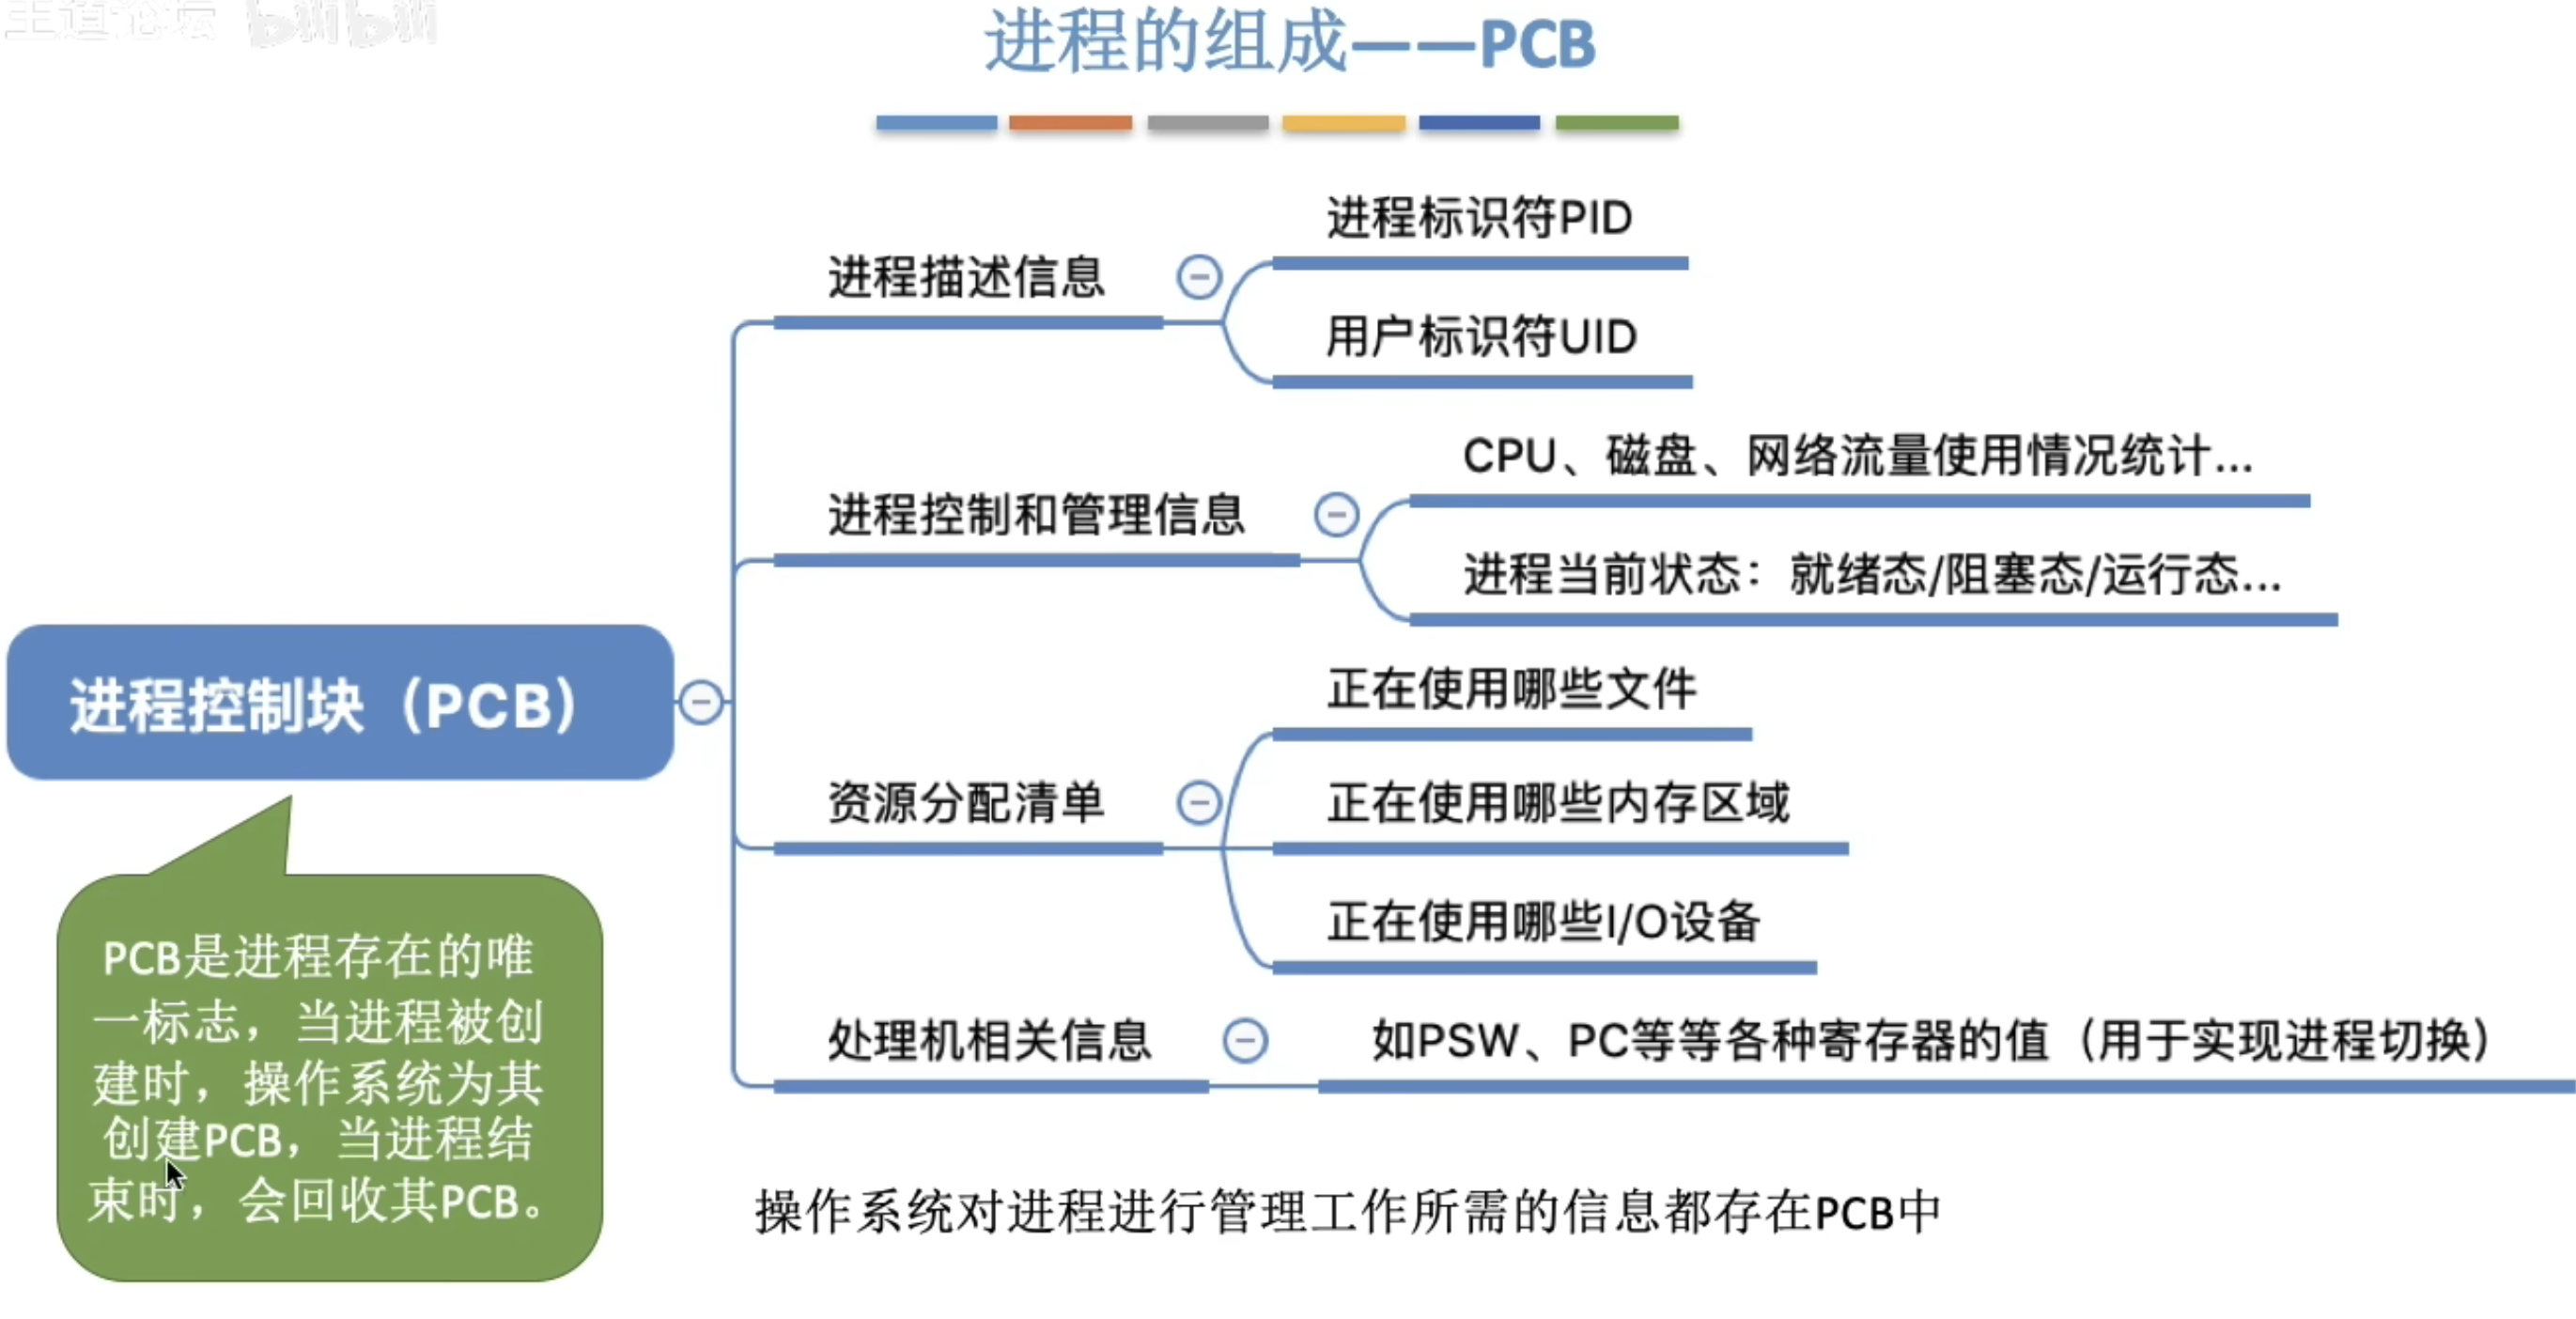 王道论坛 bilibili
进程的组成——PCB
进程标识符PID
进程描述信息
用户标识符UID
CPU、磁盘、网络流量使用情况统计...
进程控制和管理信息
进程当前状态：就绪态/阻塞态/运行态...
进程控制块（PCB）
正在使用哪些文件
资源分配清单
正在使用哪些内存区域
正在使用哪些I/O设备
处理机相关信息
如PSW、PC等等各种寄存器的值（用于实现进程切换）
PCB是进程存在的唯
一标志，当进程被创
建时，操作系统为其
创建PCB，当进程结
束时，会回收其PCB。
操作系统对进程进行管理工作所需的信息都存在PCB中